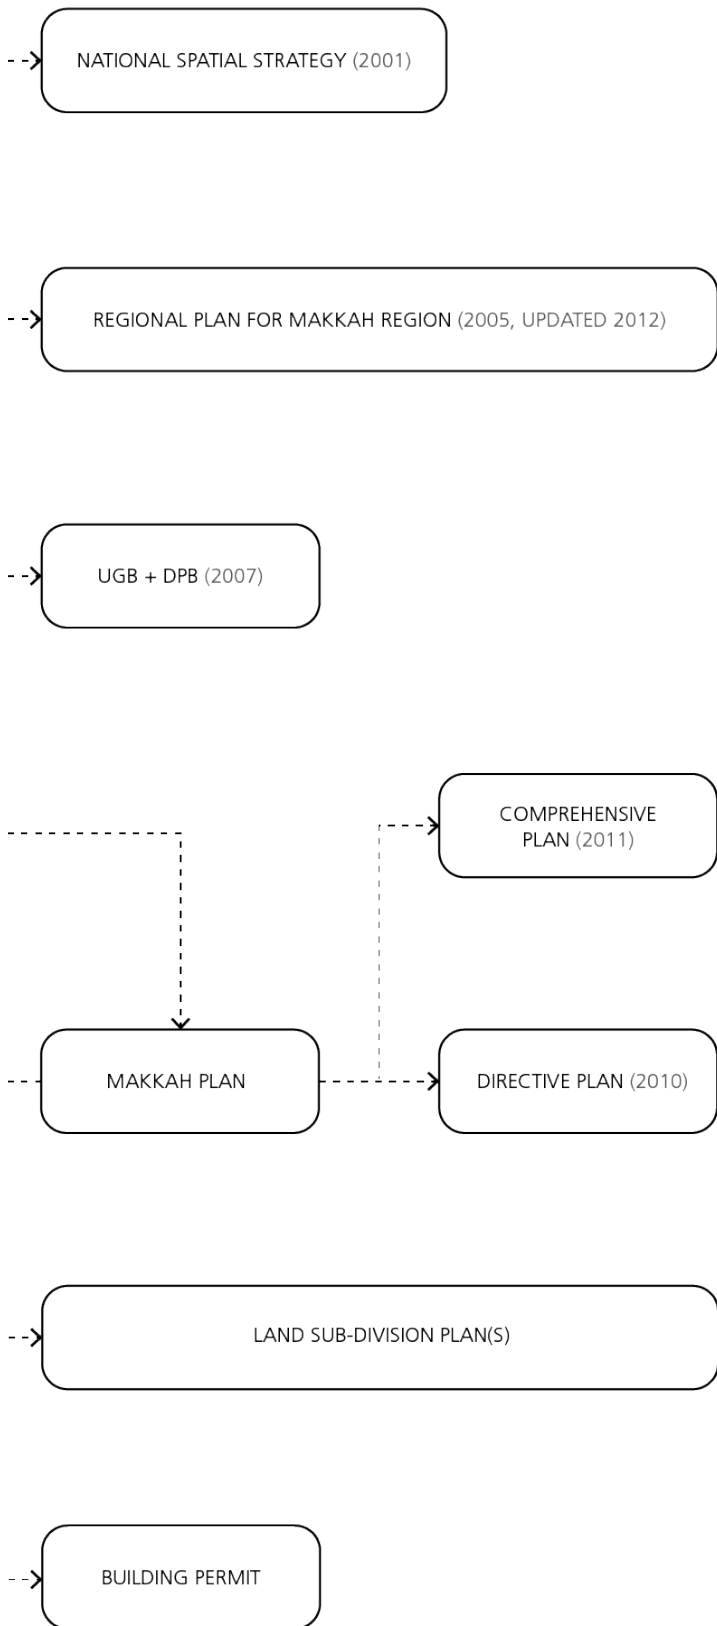 NATIONAL SPATIAL STRATEGY (2001)
REGIONAL PLAN FOR MAKKAH REGION (2005, UPDATED 2012)
UGB + DPB (2007)
COMPREHENSIVE
PLAN (2011)
MAKKAH PLAN
DIRECTIVE PLAN (2010)
LAND SUB-DIVISION PLAN(S)
BUILDING PERMIT